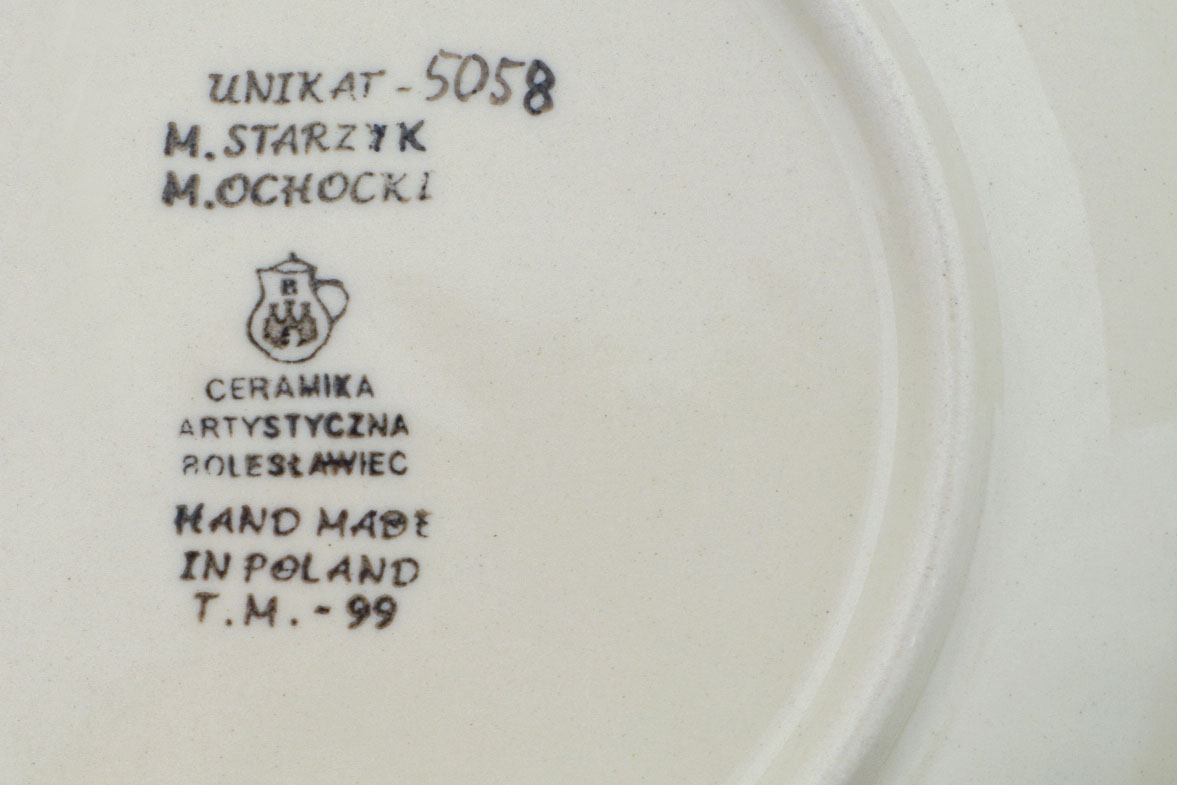 UNIKAT - 5058
M. STARZYK
M. OCHOCKI
B
CERAMIKA
ARTYSTYCZNA
BOLESŁAWIEC
HAND MADE
IN POLAND
T.M. - 99